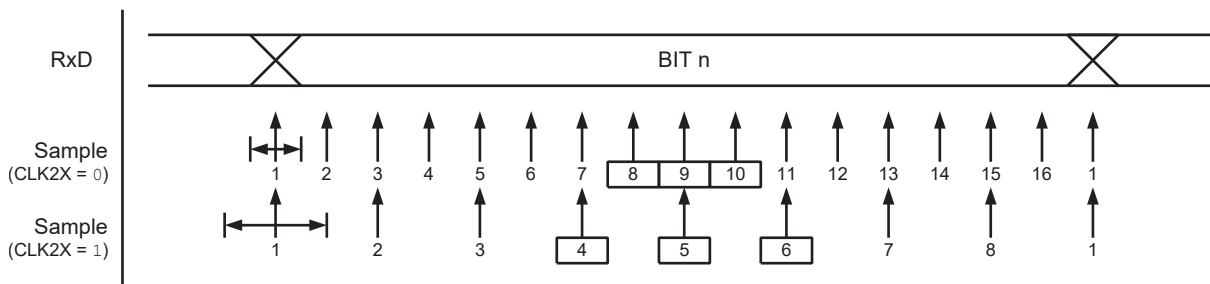 RxD BIT n
Sample
(CLK2X = 0) 1 2 3 4 5 6 7 8 9 10 11 12 13 14 15 16 1
Sample
(CLK2X = 1) 1 2 3 4 5 6 7 8 1